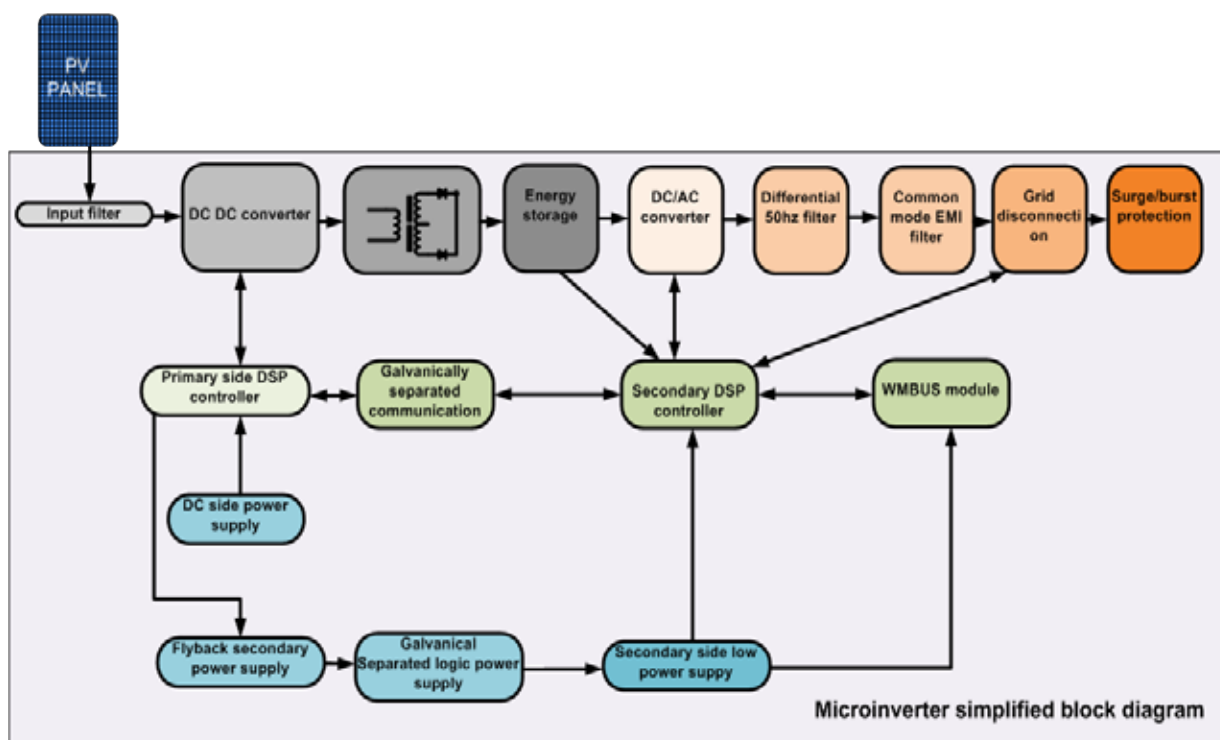 PV
PANEL
Input filter
DC DC converter
Energy
storage
DC/AC
converter
Differential
50hz filter
Common
mode EMI
filter
Grid
disconnecti
on
Surge/burst
protection
Primary side DSP
controller
Galvanically
separated
communication
Secondary DSP
controller
WMBUS module
DC side power
supply
Flyback secondary
power supply
Galvanical
Separated logic power
supply
Secondary side low
power suppy
Microinverter simplified block diagram